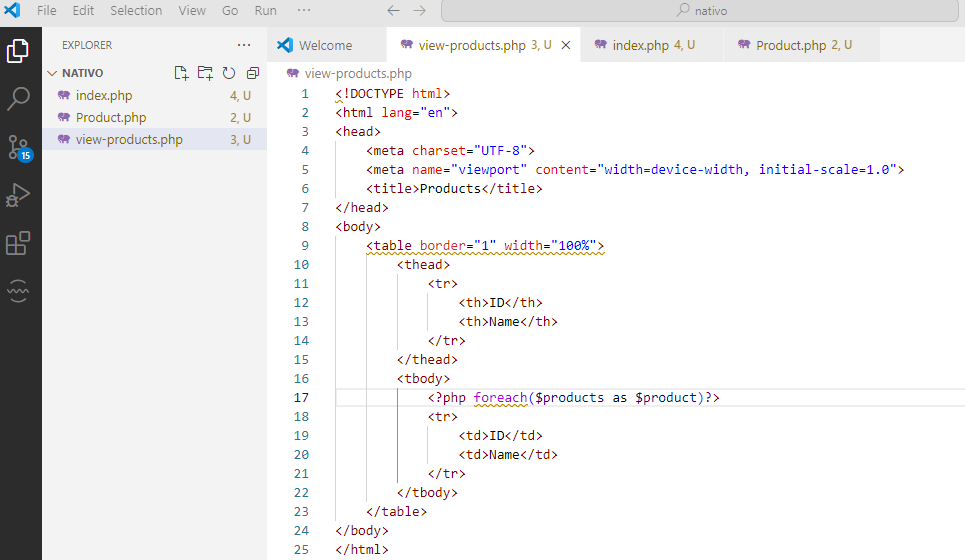 File Edit Selection View Go Run ··· nativo
EXPLORER ···
NATIVO
index.php 4, U
Product.php 2, U
view-products.php 3, U
15
Welcome view-products.php 3, U index.php 4, U Product.php 2, U
view-products.php
1 <!DOCTYPE html>
2 <html lang="en">
3 <head>
4 <meta charset="UTF-8">
5 <meta name="viewport" content="width=device-width, initial-scale=1.0">
6 <title>Products</title>
7 </head>
8 <body>
9 <table border="1" width="100%">
10 <thead>
11 <tr>
12 <th>ID</th>
13 <th>Name</th>
14 </tr>
15 </thead>
16 <tbody>
17 <?php foreach($products as $product)?>
18 <tr>
19 <td>ID</td>
20 <td>Name</td>
21 </tr>
22 </tbody>
23 </table>
24 </body>
25 </html>